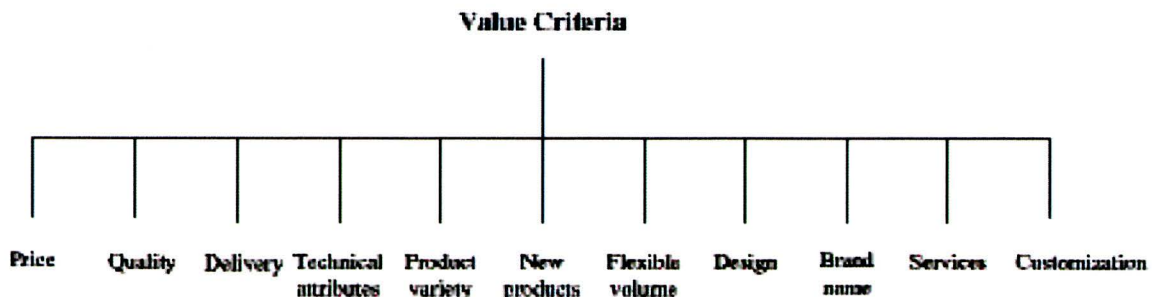 Value Criteria
Price Quality Delivery Technical Product New Flexible Design Brand Services Customization
attributes variety products volume name